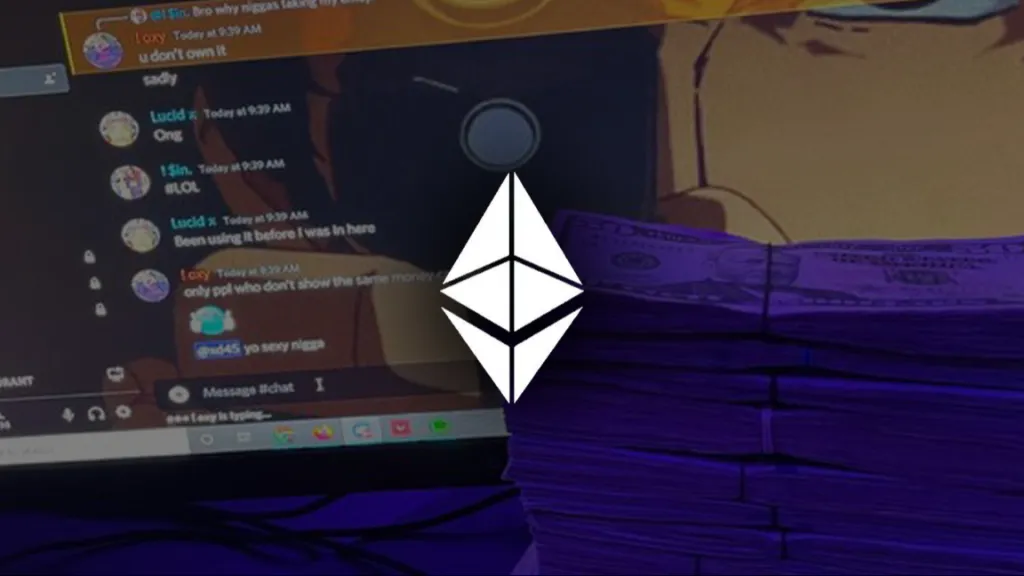 @! $in. Bro why niggas taking my
! oxy Today at 9:39 AM
u don't own it
sadly
Lucid x Today at 9:39 AM
Ong
! $in. Today at 9:39 AM
#LOL
Lucid x Today at 9:39 AM
Been using it before I was in here
! oxy Today at 9:39 AM
only ppl who don't show the same money
@xd45 yo sexy nigga
Message #chat
! oxy is typing...